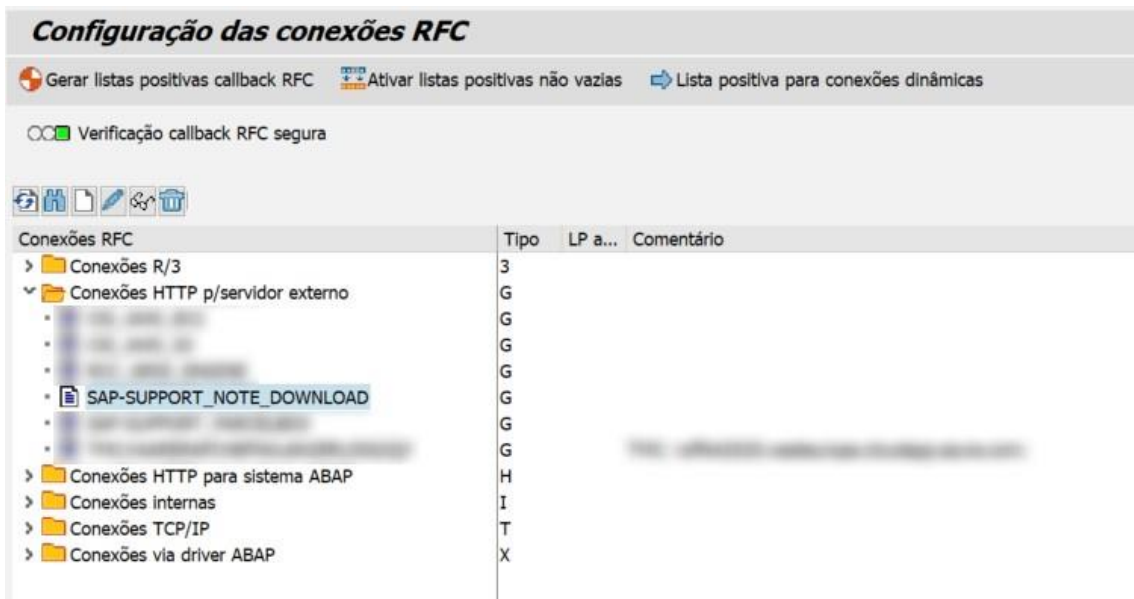 Configuração das conexões RFC
Gerar listas positivas callback RFC Ativar listas positivas não vazias Lista positiva para conexões dinâmicas
Verificação callback RFC segura
Conexões RFC Tipo LP a... Comentário
Conexões R/3 3
Conexões HTTP p/servidor externo G
G
G
G
SAP-SUPPORT_NOTE_DOWNLOAD G
G
G
Conexões HTTP para sistema ABAP H
Conexões internas I
Conexões TCP/IP T
Conexões via driver ABAP X